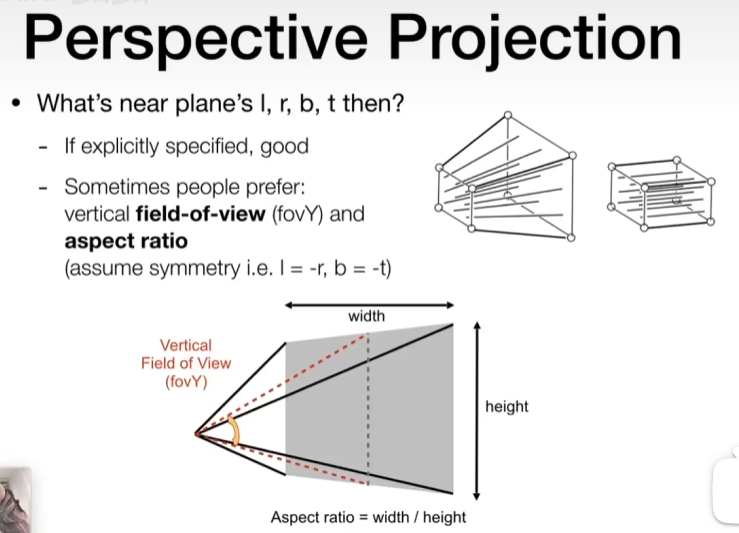 Perspective Projection
• What's near plane's l, r, b, t then?
- If explicitly specified, good
- Sometimes people prefer:
vertical field-of-view (fovY) and
aspect ratio
(assume symmetry i.e. l = -r, b = -t)
width
Vertical
Field of View
(fovY)
height
Aspect ratio = width / height